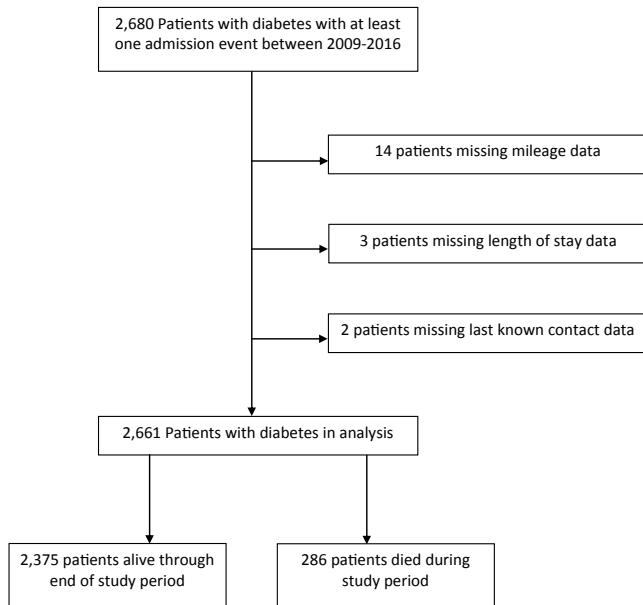 2,680 Patients with diabetes with at least
one admission event between 2009-2016
14 patients missing mileage data
3 patients missing length of stay data
2 patients missing last known contact data
2,661 Patients with diabetes in analysis
2,375 patients alive through
end of study period
286 patients died during
study period